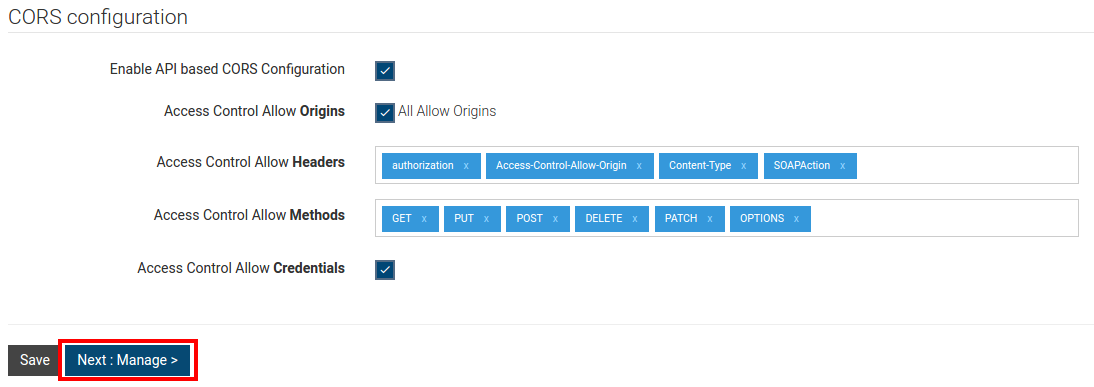 CORS configuration
Enable API based CORS Configuration
Access Control Allow Origins All Allow Origins
Access Control Allow Headers authorization x Access-Control-Allow-Origin x Content-Type x SOAPAction x
Access Control Allow Methods GET x PUT x POST x DELETE x PATCH x OPTIONS x
Access Control Allow Credentials
Save Next : Manage >